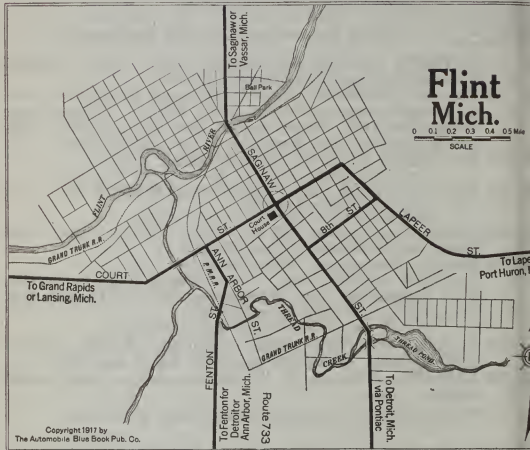 To Saginaw or
Vassar, Mich.
Ball Park
Flint
Mich.
0 0.1 0.2 0.3 0.4 0.5 Mile
SCALE
FLINT
RIVER
SAGINAW
ST.
GRAND TRUNK R.R.
COURT
ST.
Court
House
8th
ST.
LAPEER
ST.
To Lape
Port Huron,
To Grand Rapids
or Lansing, Mich.
ANN ARBOR
ST.
P.M.R.R.
FENTON
ST.
THREAD
CREEK
GRAND TRUNK R.R.
THREAD POND
To Fenton for
Detroit or
Ann Arbor, Mich.
Route 733
To Detroit, Mich.
via Pontiac
Copyright 1917 by
The Automobile Blue Book Pub. Co.